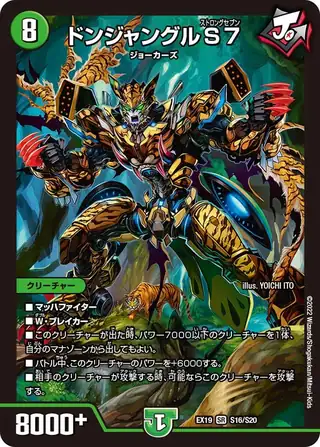 8
ストロングセブン
ドンジャングルS7
ジョーカーズ
J
illus. YOICHI ITO
クリーチャー
■マッハファイター
■W・ブレイカー
■このクリーチャーが出た時、パワー7000以下のクリーチャーを1体、
自分のマナゾーンから出してもよい。
■バトル中、このクリーチャーのパワーを+6000する。
■相手のクリーチャーが攻撃する時、可能ならこのクリーチャーを
攻撃する。
©2022 Wizards/Shogakukan/Mitsui-Kids
8000+
1
EX19 SR S16/S20